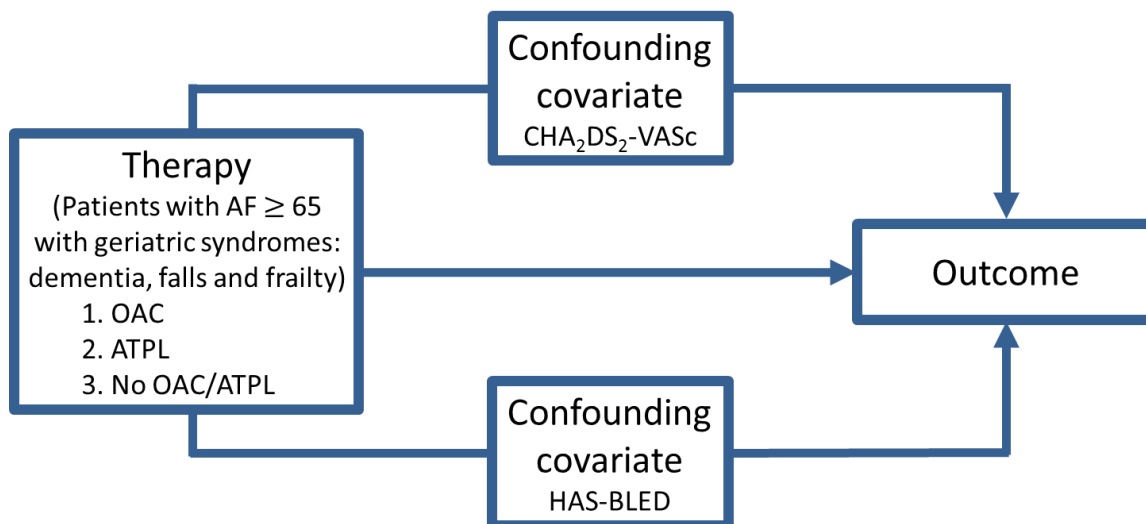 Confounding
covariate
CHA₂DS₂-VASc
Therapy
(Patients with AF ≥ 65
with geriatric syndromes:
dementia, falls and frailty)
1. OAC
2. ATPL
3. No OAC/ATPL
Outcome
Confounding
covariate
HAS-BLED